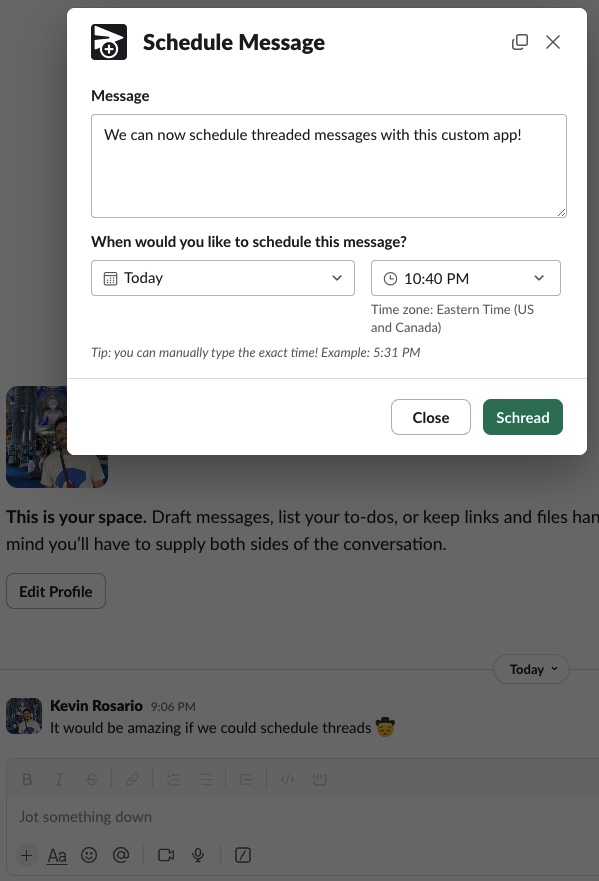 Schedule Message
Message
We can now schedule threaded messages with this custom app!
When would you like to schedule this message?
Today
10:40 PM
Time zone: Eastern Time (US
and Canada)
Tip: you can manually type the exact time! Example: 5:31 PM
Close
Schread
This is your space. Draft messages, list your to-dos, or keep links and files han
mind you’ll have to supply both sides of the conversation.
Edit Profile
Today
Kevin Rosario 9:06 PM
It would be amazing if we could schedule threads 🤠
B I S
Jot something down
Aa